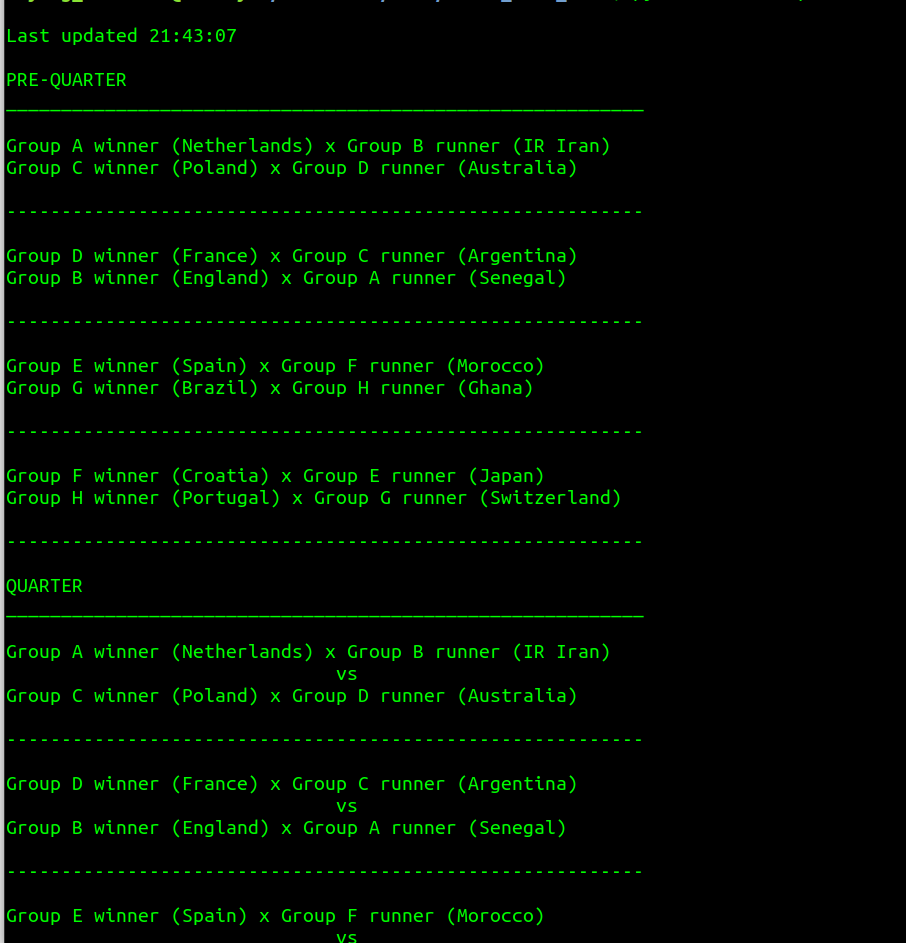 Last updated 21:43:07
PRE-QUARTER
Group A winner (Netherlands) x Group B runner (IR Iran)
Group C winner (Poland) x Group D runner (Australia)
----------------------------------------------------------
Group D winner (France) x Group C runner (Argentina)
Group B winner (England) x Group A runner (Senegal)
----------------------------------------------------------
Group E winner (Spain) x Group F runner (Morocco)
Group G winner (Brazil) x Group H runner (Ghana)
----------------------------------------------------------
Group F winner (Croatia) x Group E runner (Japan)
Group H winner (Portugal) x Group G runner (Switzerland)
----------------------------------------------------------
QUARTER
Group A winner (Netherlands) x Group B runner (IR Iran)
vs
Group C winner (Poland) x Group D runner (Australia)
----------------------------------------------------------
Group D winner (France) x Group C runner (Argentina)
vs
Group B winner (England) x Group A runner (Senegal)
----------------------------------------------------------
Group E winner (Spain) x Group F runner (Morocco)
vs